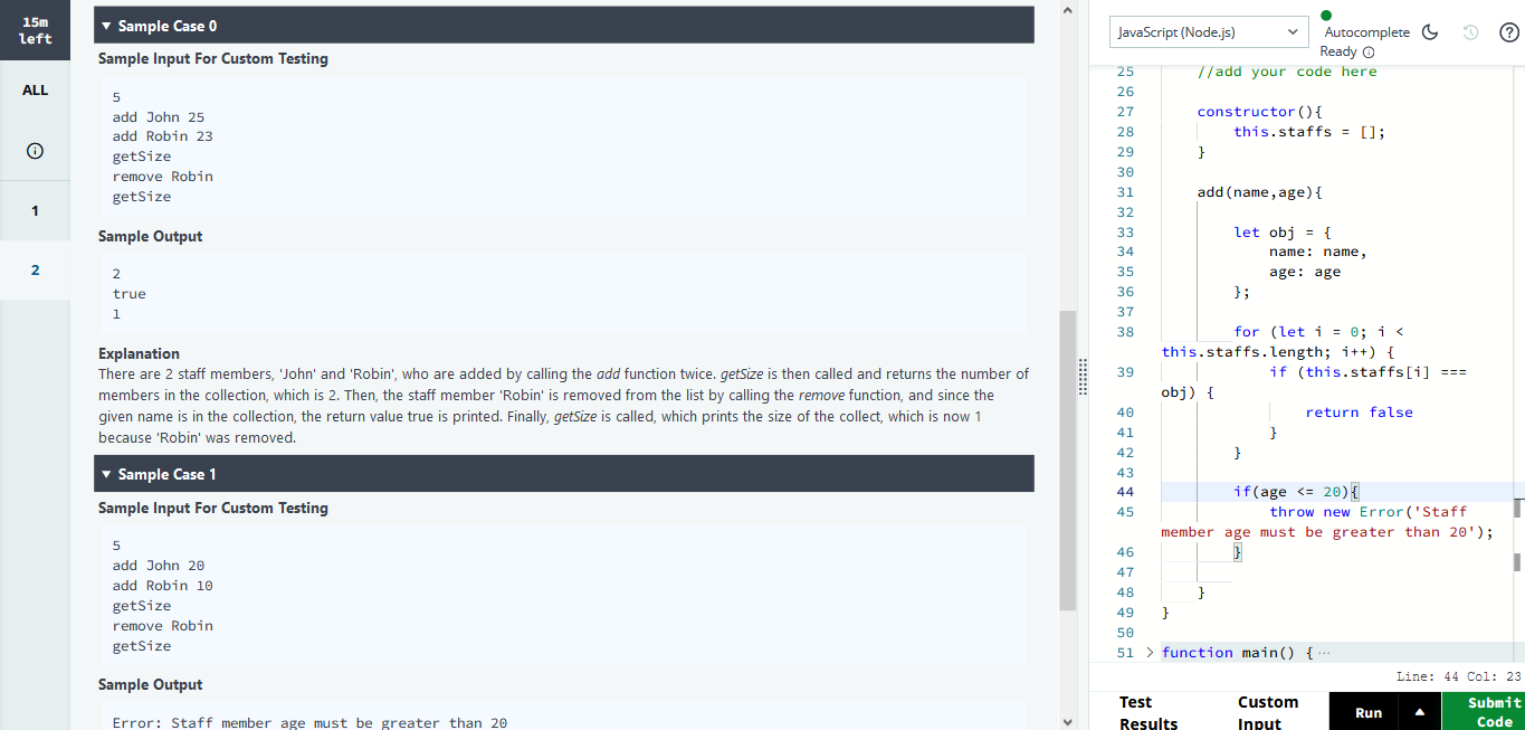 15m
left
ALL
1
2
▼ Sample Case 0
Sample Input For Custom Testing
5
add John 25
add Robin 23
getSize
remove Robin
getSize
Sample Output
2
true
1
Explanation
There are 2 staff members, 'John' and 'Robin', who are added by calling the add function twice. getSize is then called and returns the number of
members in the collection, which is 2. Then, the staff member 'Robin' is removed from the list by calling the remove function, and since the
given name is in the collection, the return value true is printed. Finally, getSize is called, which prints the size of the collect, which is now 1
because 'Robin' was removed.
▼ Sample Case 1
Sample Input For Custom Testing
5
add John 20
add Robin 10
getSize
remove Robin
getSize
Sample Output
Error: Staff member age must be greater than 20
JavaScript (Node.js)
Autocomplete
Ready
25 //add your code here
26
27 constructor(){
28 this.staffs = [];
29 }
30
31 add(name,age){
32
33 let obj = {
34 name: name,
35 age: age
36 };
37
38 for (let i = 0; i <
this.staffs.length; i++) {
39 if (this.staffs[i] ===
obj) {
40 return false
41 }
42 }
43
44 if(age <= 20){
45 throw new Error('Staff
member age must be greater than 20');
46 }
47
48 }
49 }
50
51 > function main() { ···
Line: 44 Col: 23
Test
Results
Custom
Input
Run
Submit
Code